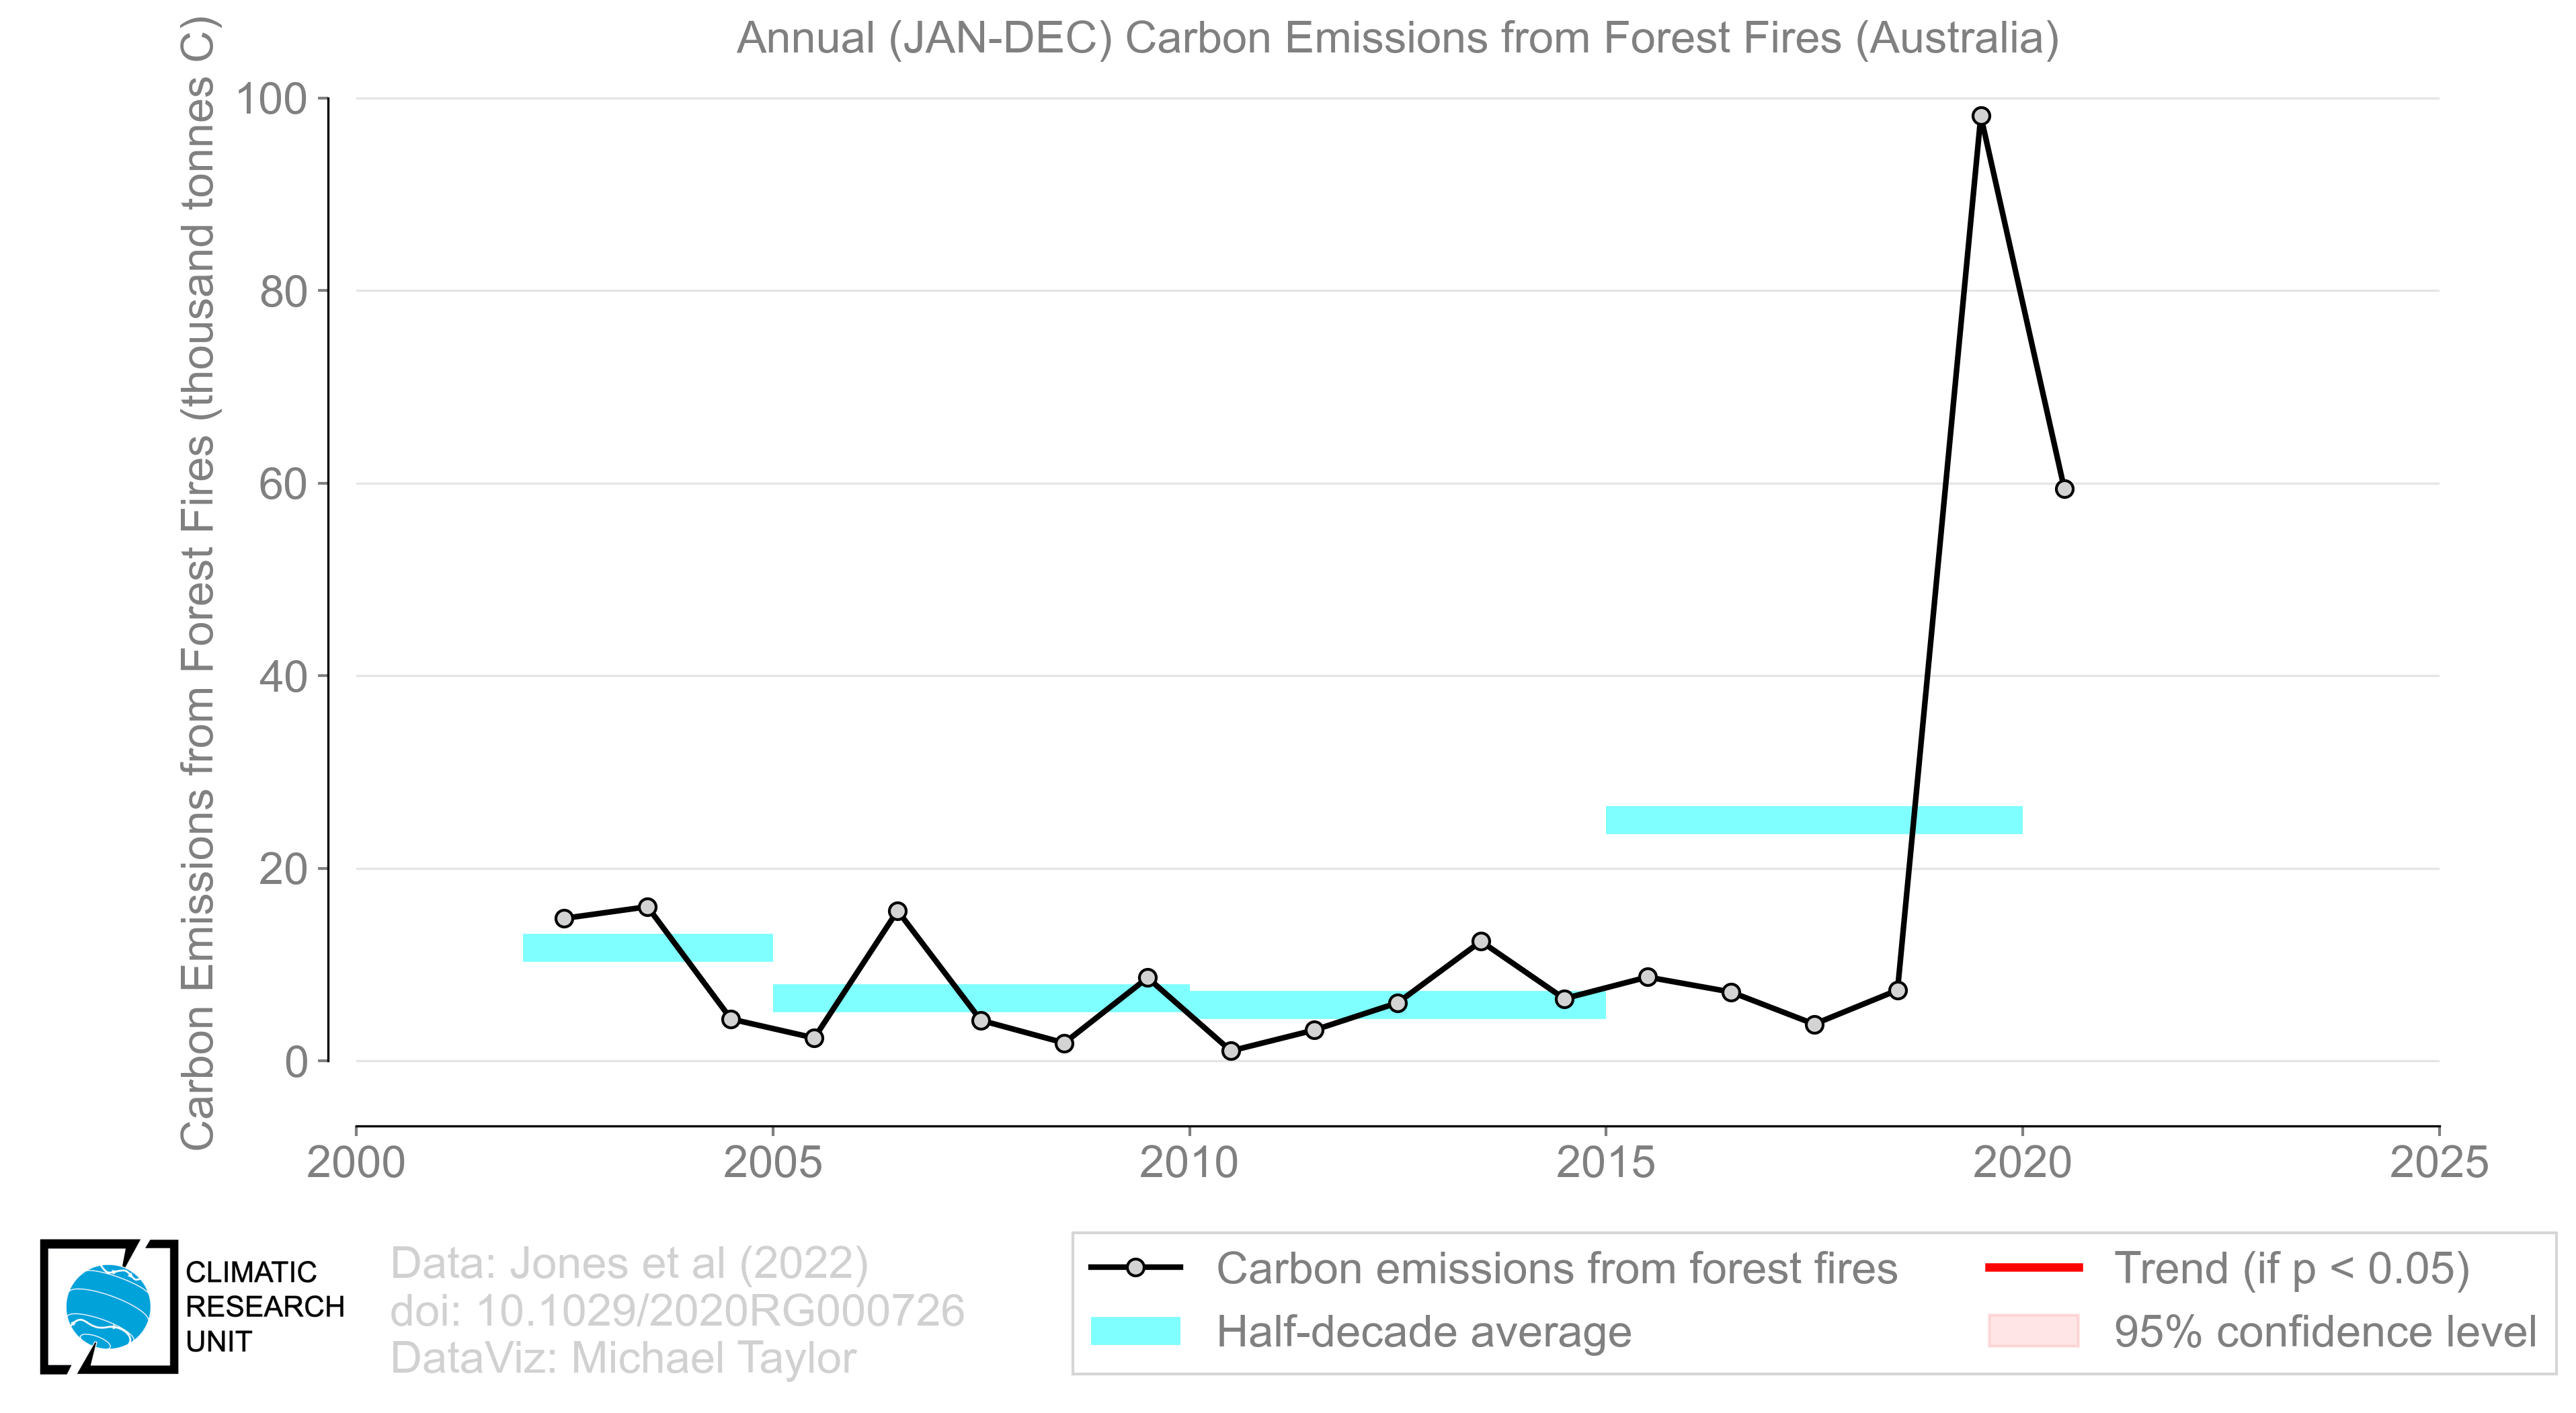 Annual (JAN-DEC) Carbon Emissions from Forest Fires (Australia)
Carbon Emissions from Forest Fires (thousand tonnes C)
100
80
60
40
20
0
2000 2005 2010 2015 2020 2025
CLIMATIC
RESEARCH
UNIT
Data: Jones et al (2022)
doi: 10.1029/2020RG000726
DataViz: Michael Taylor
Carbon emissions from forest fires
Half-decade average
Trend (if p < 0.05)
95% confidence level